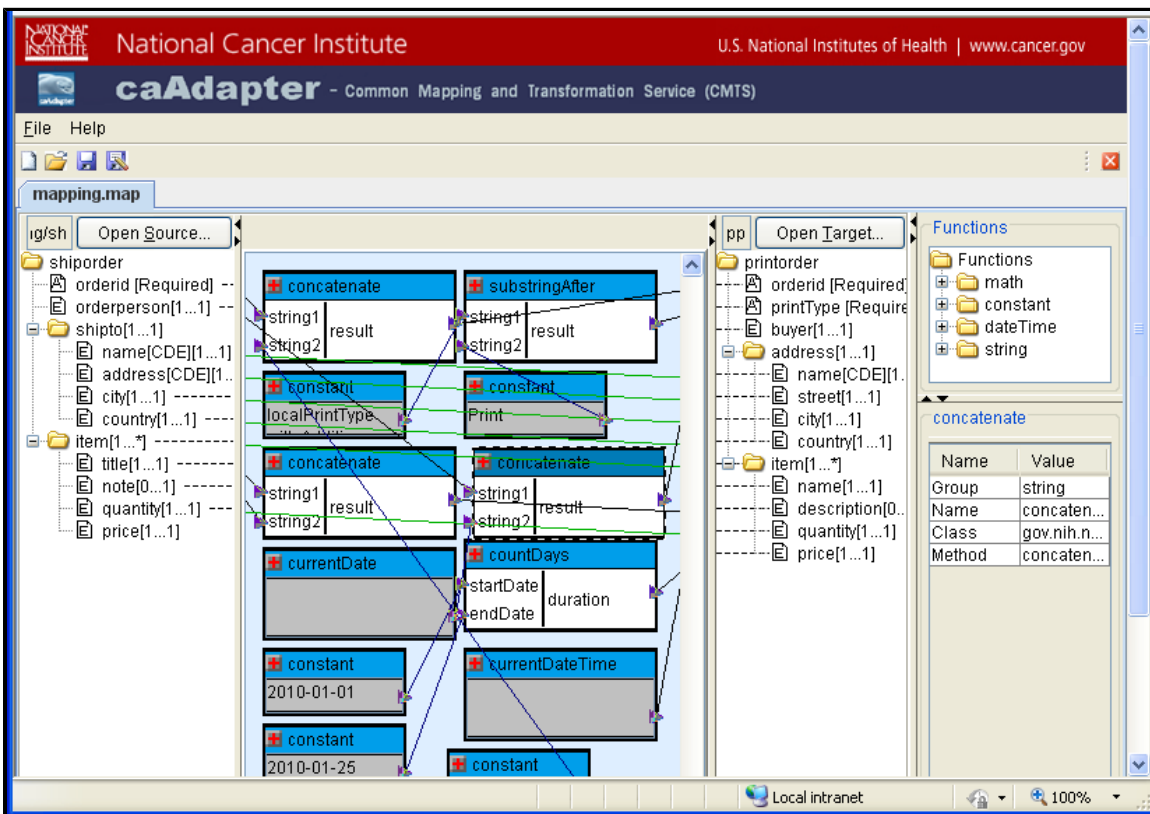 NATIONAL CANCER INSTITUTE
National Cancer Institute
U.S. National Institutes of Health | www.cancer.gov
caAdapter
caAdapter - Common Mapping and Transformation Service (CMTS)
File Help
mapping.map
ıg/sh Open Source...
shiporder
orderid [Required]
orderperson[1...1]
shipto[1...1]
name[CDE][1...1]
address[CDE][1..
city[1...1]
country[1...1]
item[1...*]
title[1...1]
note[0...1]
quantity[1...1]
price[1...1]
concatenate
string1
string2
result
substringAfter
string1
string2
result
constant
localPrintType
constant
Print
concatenate
string1
string2
result
concatenate
string1
string2
result
currentDate
countDays
startDate
endDate
duration
constant
2010-01-01
currentDateTime
constant
2010-01-25
constant
pp Open Target...
printorder
orderid [Required]
printType [Require
buyer[1...1]
address[1...1]
name[CDE][1.
street[1...1]
city[1...1]
country[1...1]
item[1...*]
name[1...1]
description[0..
quantity[1...1]
price[1...1]
Functions
Functions
math
constant
dateTime
string
concatenate
Name Value
Group string
Name concaten...
Class gov.nih.n...
Method concaten...
Local intranet
100%